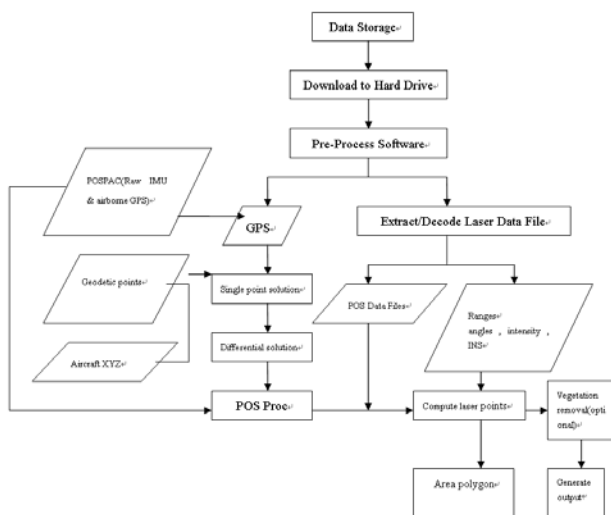 Data Storage
Download to Hard Drive
Pre-Process Software
POSPAC(Raw IMU
& airborne GPS)
GPS
Extract/Decode Laser Data File
Geodetic points
Single point solution
POS Data Files
Ranges
angles , intensity ,
INS
Differential solution
Aircraft XYZ
POS Proc
Compute laser points
Vegetation
removal(opti
onal)
Area polygon
Generate
output